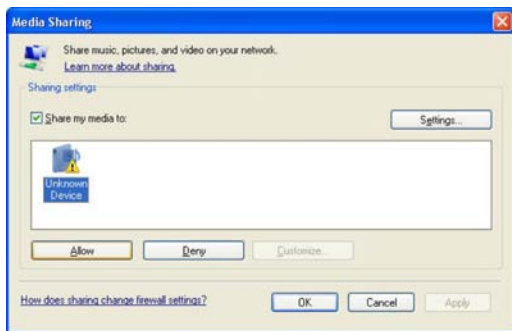 Media Sharing
Share music, pictures, and video on your network.
Learn more about sharing.
Sharing settings
Share my media to:
Settings...
Unknown
Device
Allow
Deny
Customize...
How does sharing change firewall settings?
OK
Cancel
Apply